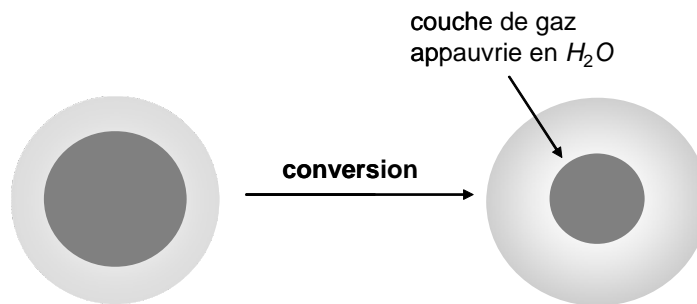 couche de gaz
appauvrie en H₂O
conversion